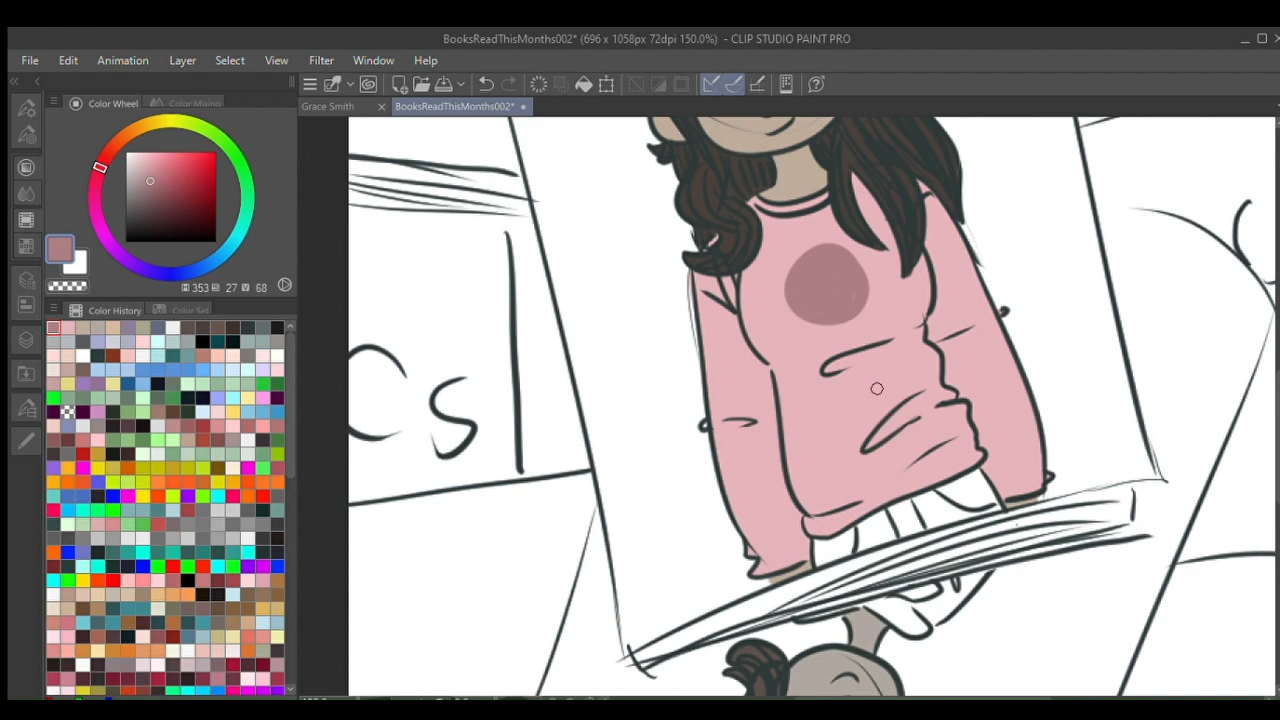 BooksReadThisMonths002* (696 x 1058px 72dpi 150.0%) - CLIP STUDIO PAINT PRO
File Edit Animation Layer Select View Filter Window Help
Color Wheel Color Mixing
Grace Smith BooksReadThisMonths002*
H 353 S 27 V 68
Color History Color Set
cs